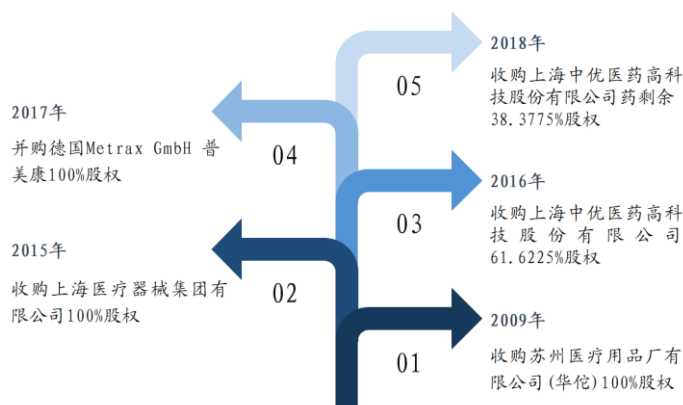 2018年
收购上海中优医药高科
技股份有限公司药剩余
38.3775%股权
05
2017年
并购德国Metrax GmbH 普
美康100%股权
04
2016年
收购上海中优医药高科
技股份有限公司
61.6225%股权
03
2015年
收购上海医疗器械集团有
限公司100%股权
02
2009年
收购苏州医疗用品厂有
限公司(华佗)100%股权
01